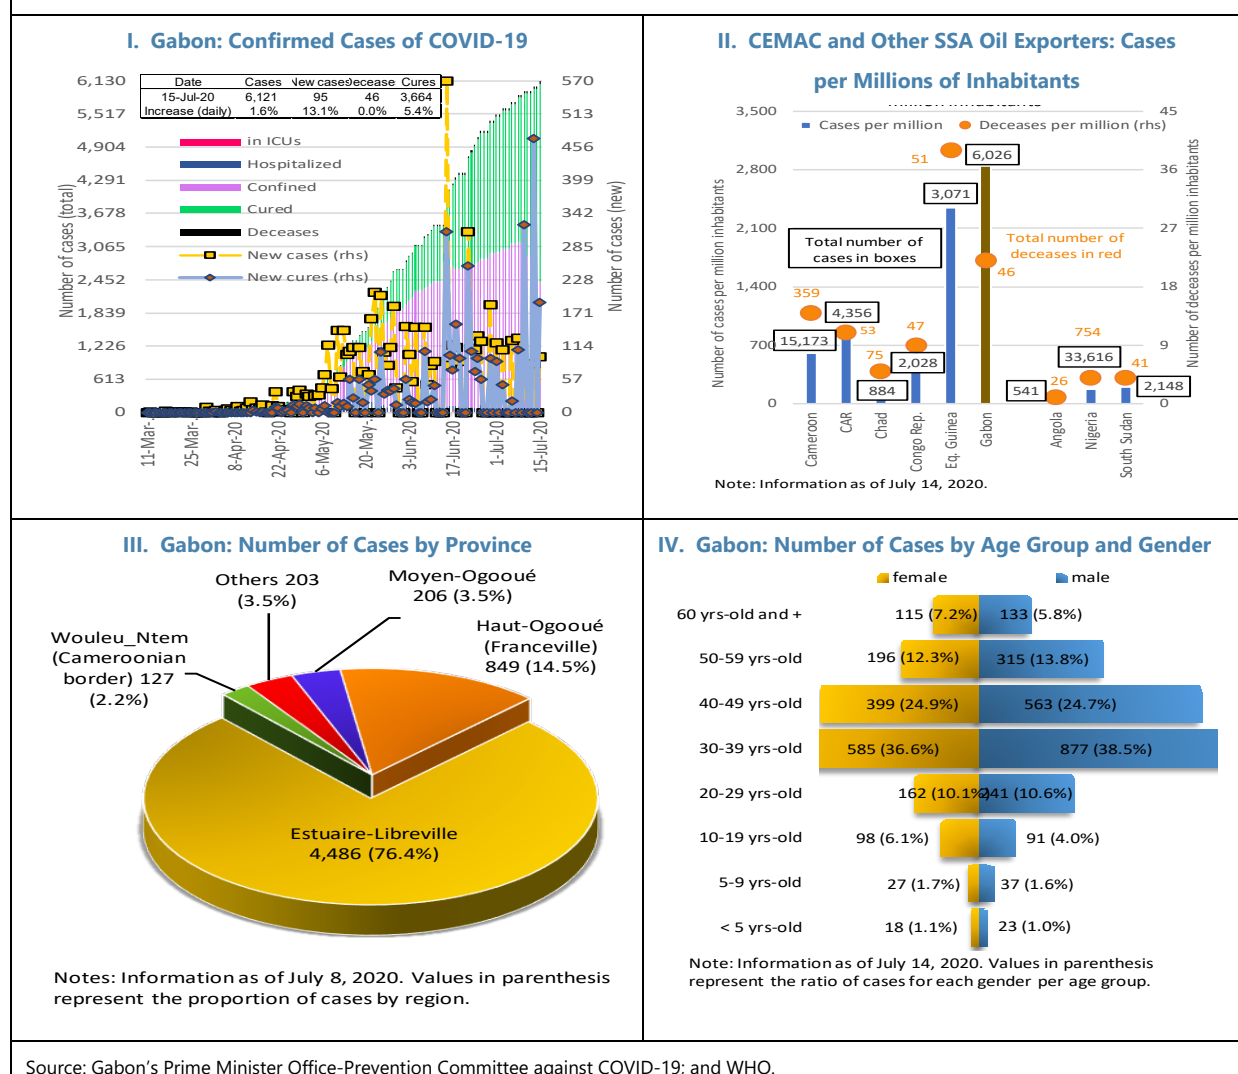 I. Gabon: Confirmed Cases of COVID-19
Date Cases New cases Decease Cures
15-Jul-20 6,121 95 46 3,664
Increase (daily) 1.6% 13.1% 0.0% 5.4%
in ICUs
Hospitalized
Confined
Cured
Deceases
New cases (rhs)
New cures (rhs)
Number of cases (total)
6,130
5,517
4,904
4,291
3,678
3,065
2,452
1,839
1,226
613
0
570
513
456
399
342
285
228
171
114
57
0
Number of cases (new)
11-Mar-
25-Mar-
8-Apr-20
22-Apr-20
6-May-20
20-May-
3-Jun-20
17-Jun-20
1-Jul-20
15-Jul-20
II. CEMAC and Other SSA Oil Exporters: Cases
per Millions of Inhabitants
Cases per million Deceases per million (rhs)
Number of cases per million inhabitants
3,500
2,800
2,100
1,400
700
0
45
36
27
18
9
0
Number of deceases per million inhabitants
Total number of
cases in boxes
Total number of
deceases in red
359
15,173
4,356
53
75
884
47
2,028
51
3,071
6,026
46
541
26
754
33,616
41
2,148
Cameroon
CAR
Chad
Congo Rep.
Eq. Guinea
Gabon
Angola
Nigeria
South Sudan
Note: Information as of July 14, 2020.
III. Gabon: Number of Cases by Province
Others 203
(3.5%)
Moyen-Ogooué
206 (3.5%)
Haut-Ogooué
(Franceville)
849 (14.5%)
Wouleu_Ntem
(Cameroonian
border) 127
(2.2%)
Estuaire-Libreville
4,486 (76.4%)
Notes: Information as of July 8, 2020. Values in parenthesis
represent the proportion of cases by region.
IV. Gabon: Number of Cases by Age Group and Gender
female male
60 yrs-old and + 115 (7.2%) 133 (5.8%)
50-59 yrs-old 196 (12.3%) 315 (13.8%)
40-49 yrs-old 399 (24.9%) 563 (24.7%)
30-39 yrs-old 585 (36.6%) 877 (38.5%)
20-29 yrs-old 162 (10.1%) 241 (10.6%)
10-19 yrs-old 98 (6.1%) 91 (4.0%)
5-9 yrs-old 27 (1.7%) 37 (1.6%)
< 5 yrs-old 18 (1.1%) 23 (1.0%)
Note: Information as of July 14, 2020. Values in parenthesis
represent the ratio of cases for each gender per age group.
Source: Gabon's Prime Minister Office-Prevention Committee against COVID-19; and WHO.